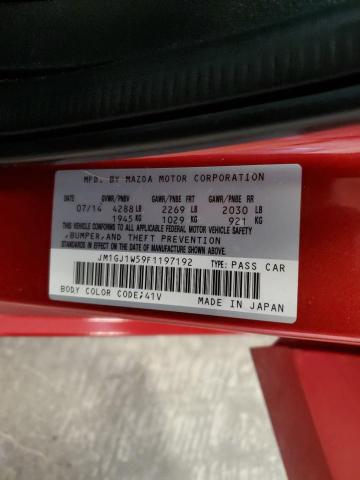 MFD. BY MAZDA MOTOR CORPORATION
GVWR/PNBV GAWR/PNBE FR GAWR/PNBE RR
07/14 4288 LB 2269 LB 2030 LB
1945 KG 1029 KG 921 KG
THIS VEHICLE CONFORMS TO ALL APPLICABLE FEDERAL MOTOR VEHICLE SAFETY
,BUMPER,AND THEFT PREVENTION
STANDARDS IN EFFECT ON THE DATE OF MANUFACTURE SHOWN ABOVE.
JM1GJ1W59F1197192 TYPE: PASS CAR
BODY COLOR CODE;41V MADE IN JAPAN